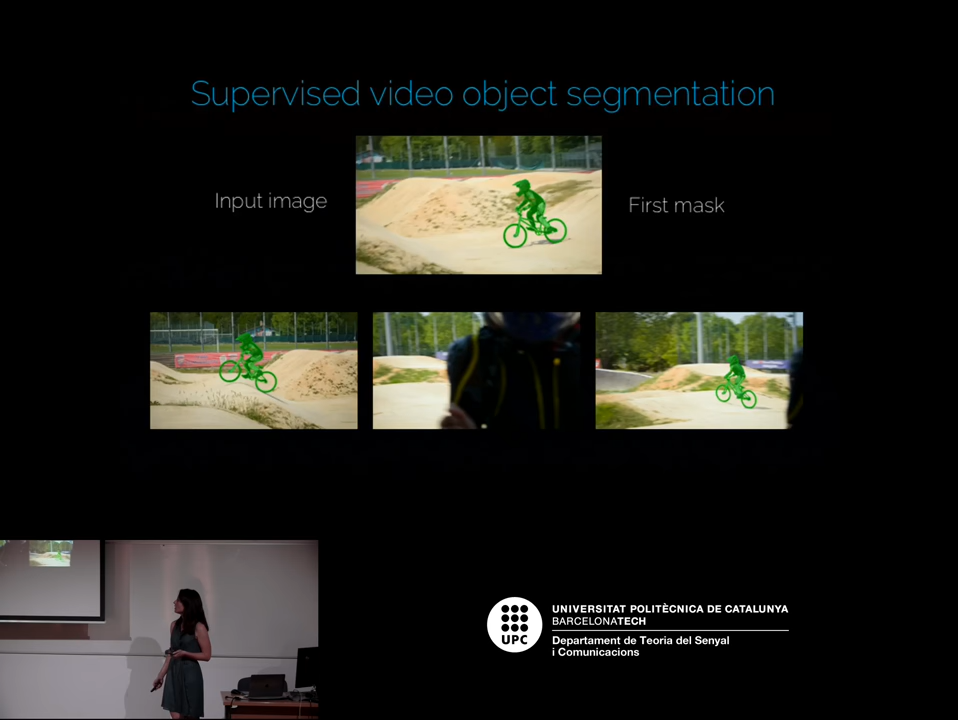 Supervised video object segmentation
Input image
First mask
UPC
UNIVERSITAT POLITÈCNICA DE CATALUNYA
BARCELONATECH
Departament de Teoria del Senyal
i Comunicacions